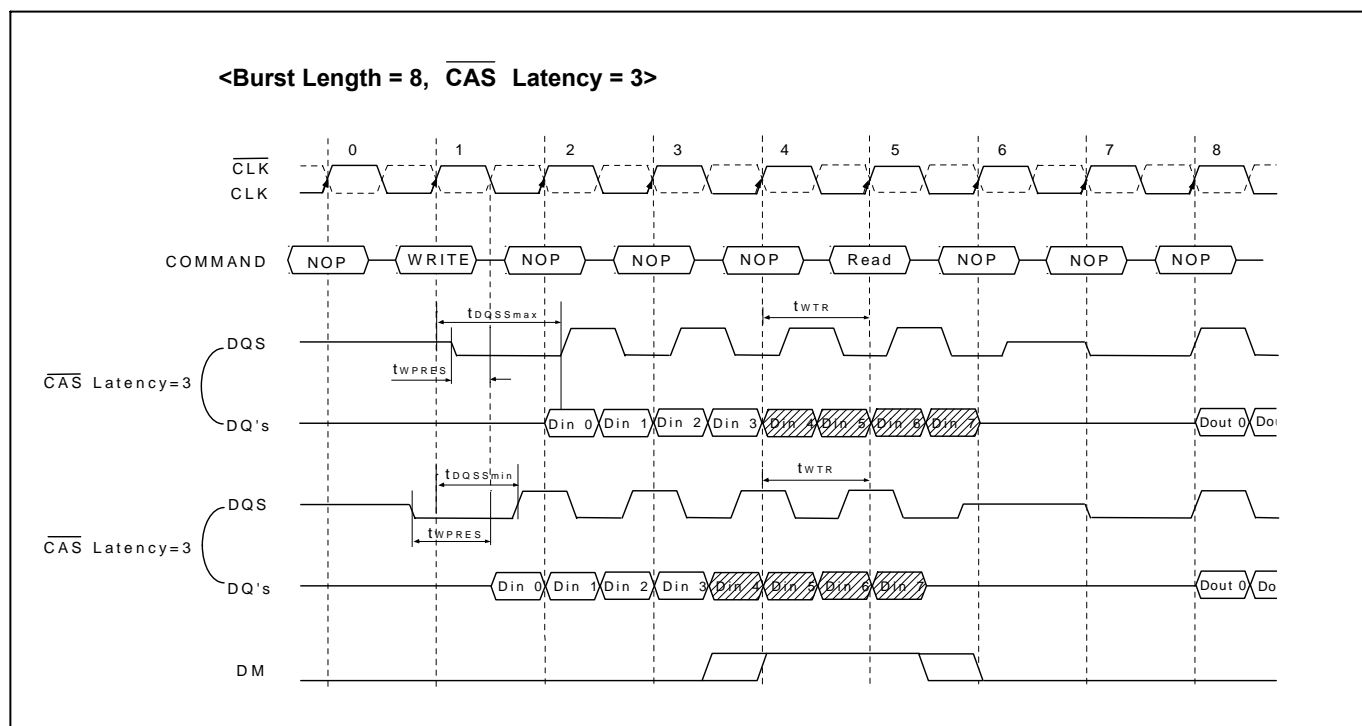 <Burst Length = 8, CAS Latency = 3>
0 1 2 3 4 5 6 7 8
CLK
CLK
COMMAND NOP WRITE NOP NOP NOP Read NOP NOP NOP
tDQSSmax tWTR
DQS
tWPRES
CAS Latency=3
DQ's Din 0 Din 1 Din 2 Din 3 Din 4 Din 5 Din 6 Din 7 Dout 0
tDQSSmin tWTR
DQS
tWPRES
CAS Latency=3
DQ's Din 0 Din 1 Din 2 Din 3 Din 4 Din 5 Din 6 DIn 7 Dout 0 Do
DM